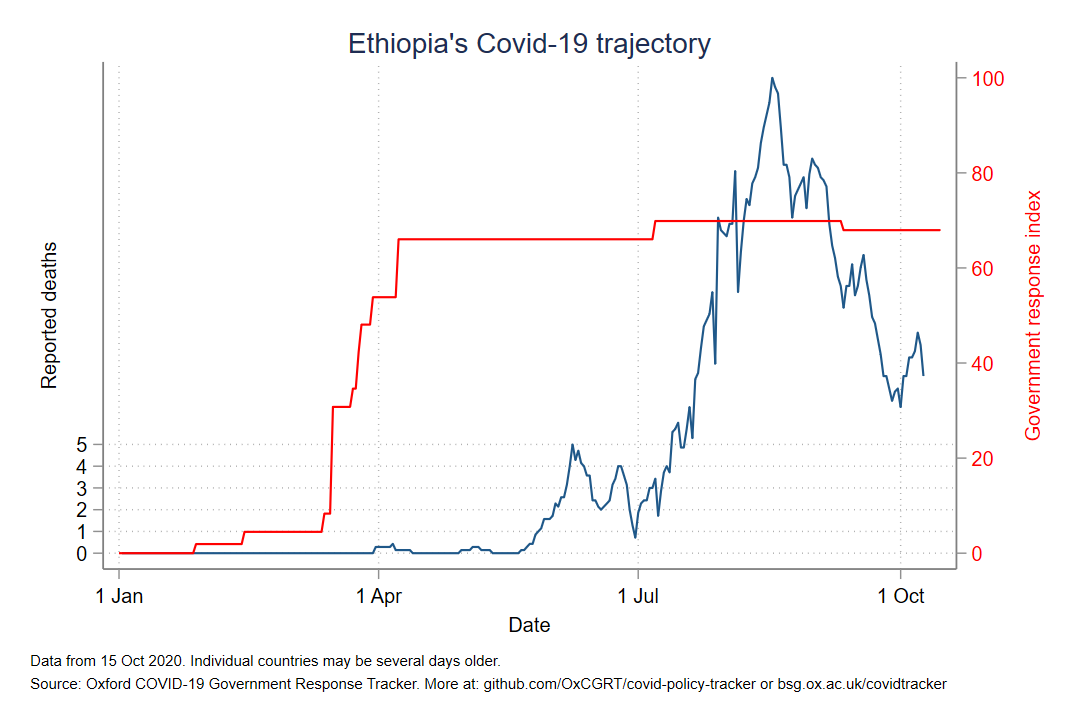 Ethiopia's Covid-19 trajectory
Reported deaths
5
4
3
2
1
0
100
80
60
40
20
0
Government response index
1 Jan
1 Apr
1 Jul
1 Oct
Date
Data from 15 Oct 2020. Individual countries may be several days older.
Source: Oxford COVID-19 Government Response Tracker. More at: github.com/OxCGRT/covid-policy-tracker or bsg.ox.ac.uk/covidtracker